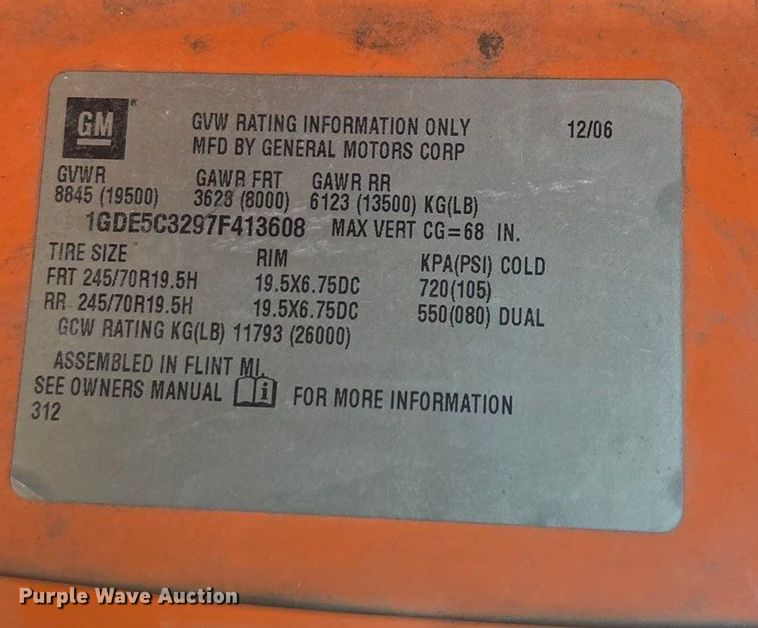 GM ®
GVW RATING INFORMATION ONLY 12/06
MFD BY GENERAL MOTORS CORP
GVWR GAWR FRT GAWR RR
8845 (19500) 3628 (8000) 6123 (13500) KG(LB)
1GDE5C3297F413608 MAX VERT CG=68 IN.
TIRE SIZE RIM KPA(PSI) COLD
FRT 245/70R19.5H 19.5X6.75DC 720(105)
RR 245/70R19.5H 19.5X6.75DC 550(080) DUAL
GCW RATING KG(LB) 11793 (26000)
ASSEMBLED IN FLINT MI.
SEE OWNERS MANUAL i FOR MORE INFORMATION
312
Purple Wave Auction